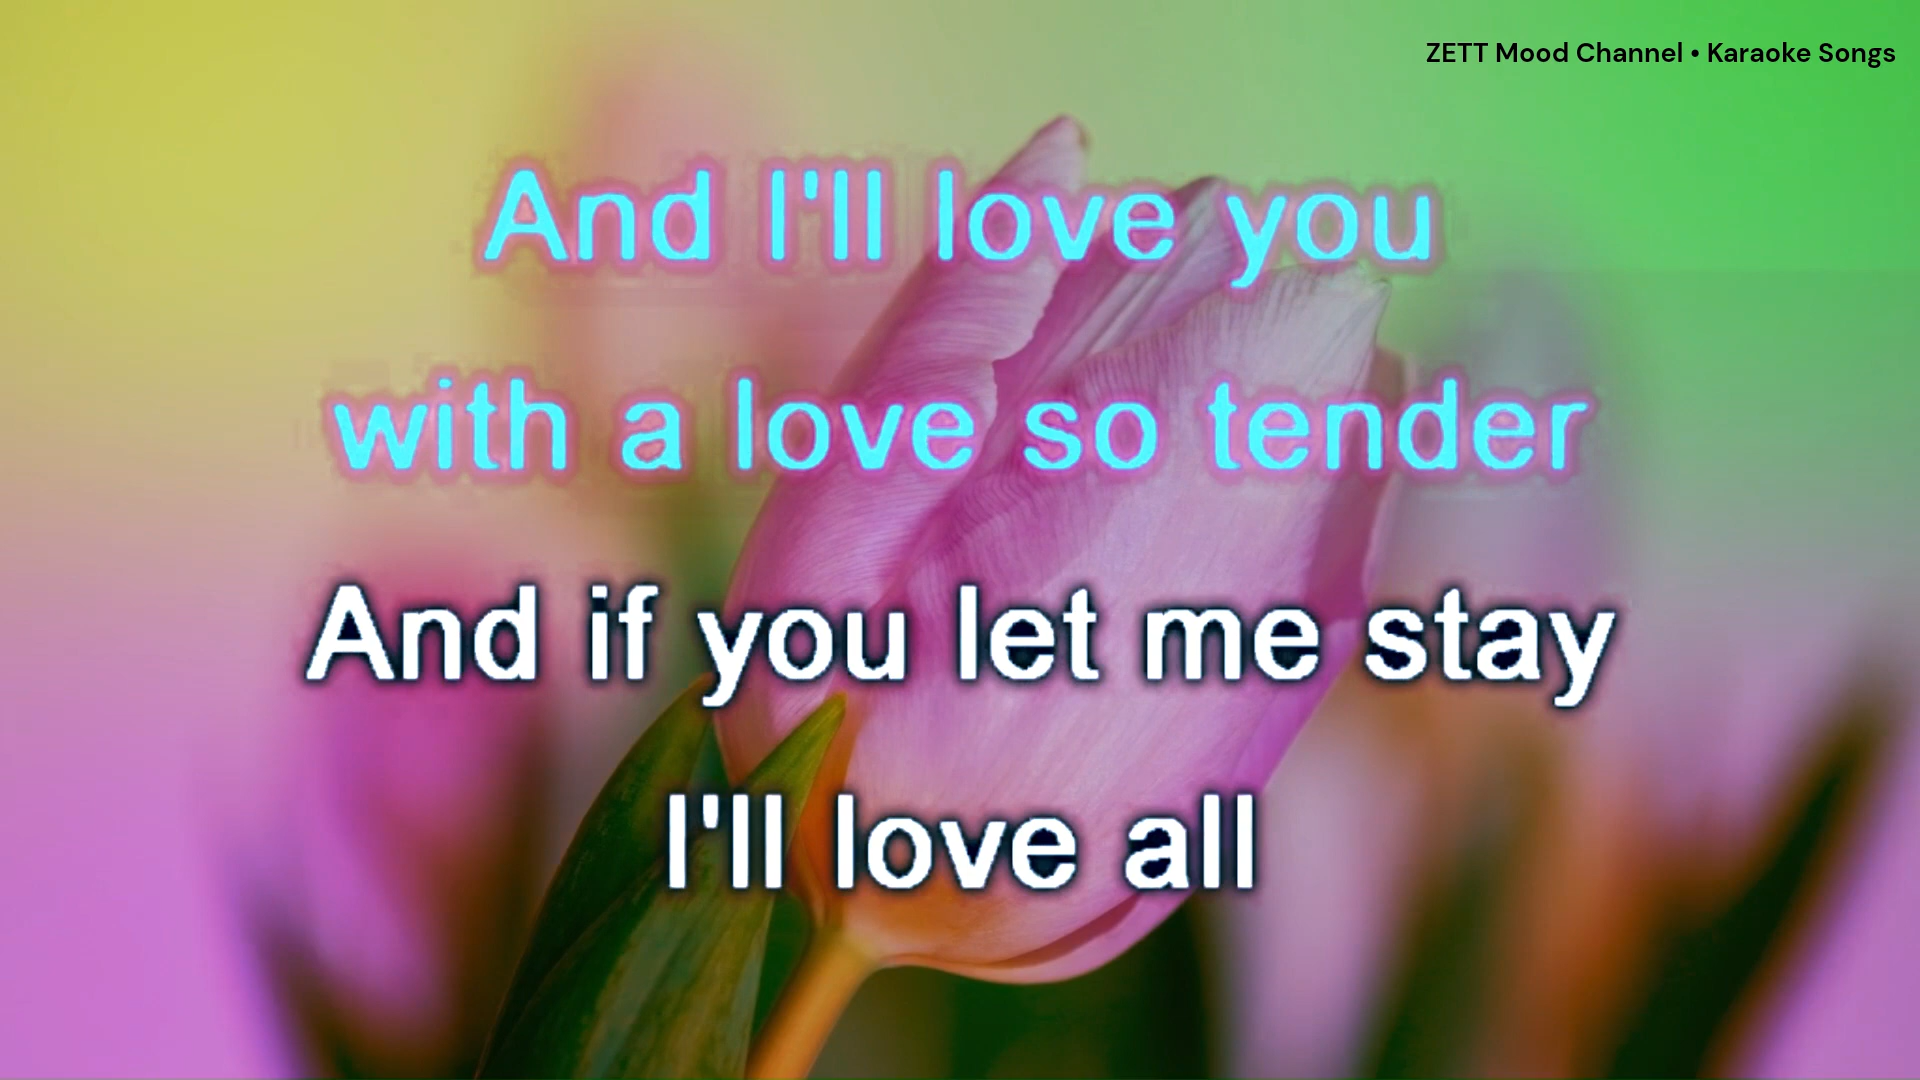 ZETT Mood Channel • Karaoke Songs
And I'll love you
with a love so tender
And if you let me stay
I'll love all